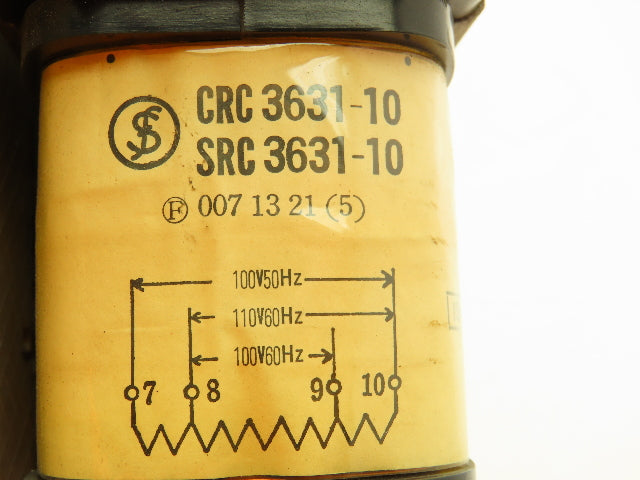 CRC 3631-10
SRC 3631-10
Ⓕ 007 13 21 (5)
100V50Hz
110V60Hz
100V60Hz
7 8 9 10